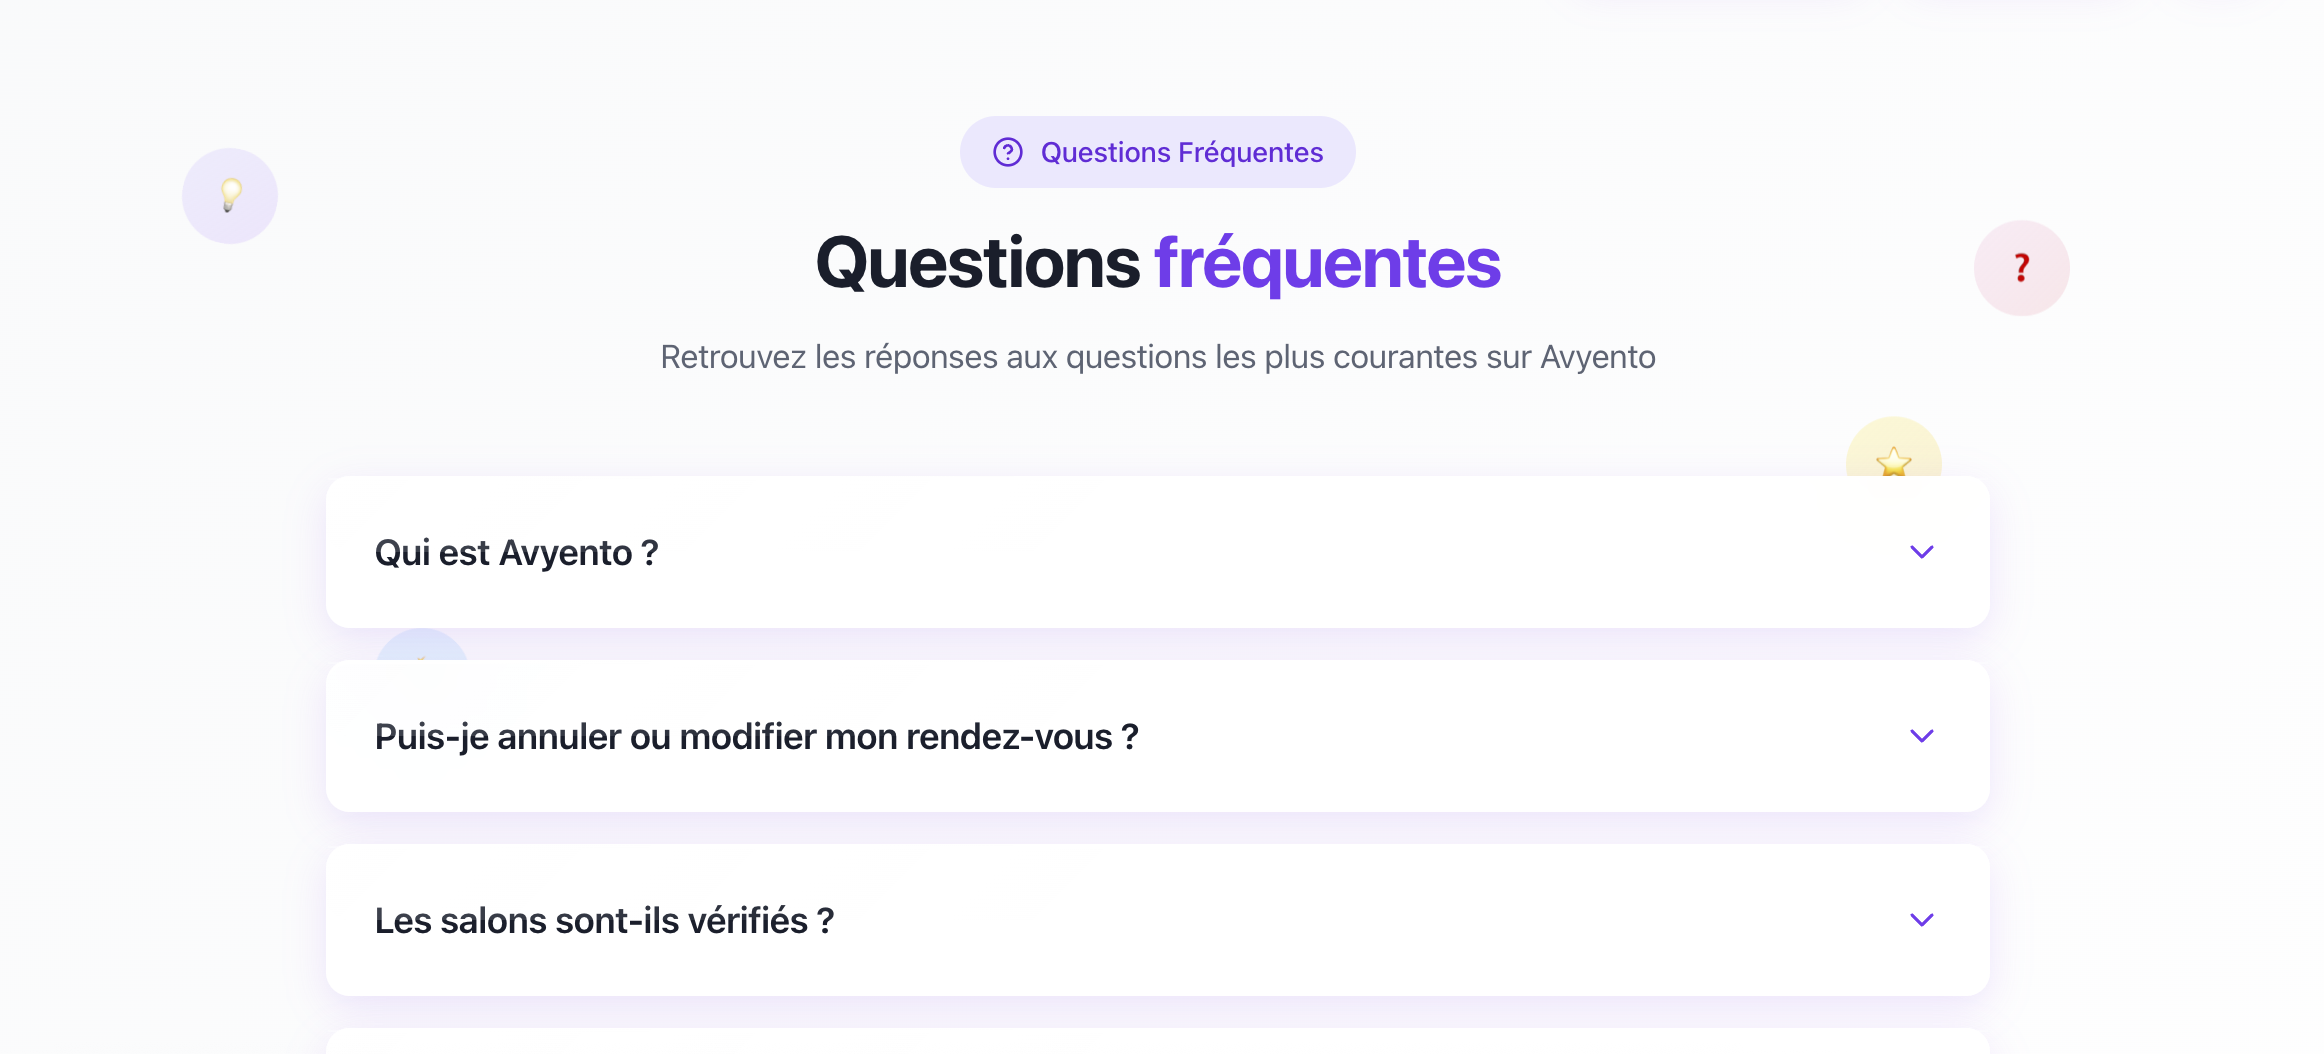 Questions Fréquentes
Questions fréquentes
Retrouvez les réponses aux questions les plus courantes sur Avyento
Qui est Avyento ?
Puis-je annuler ou modifier mon rendez-vous ?
Les salons sont-ils vérifiés ?